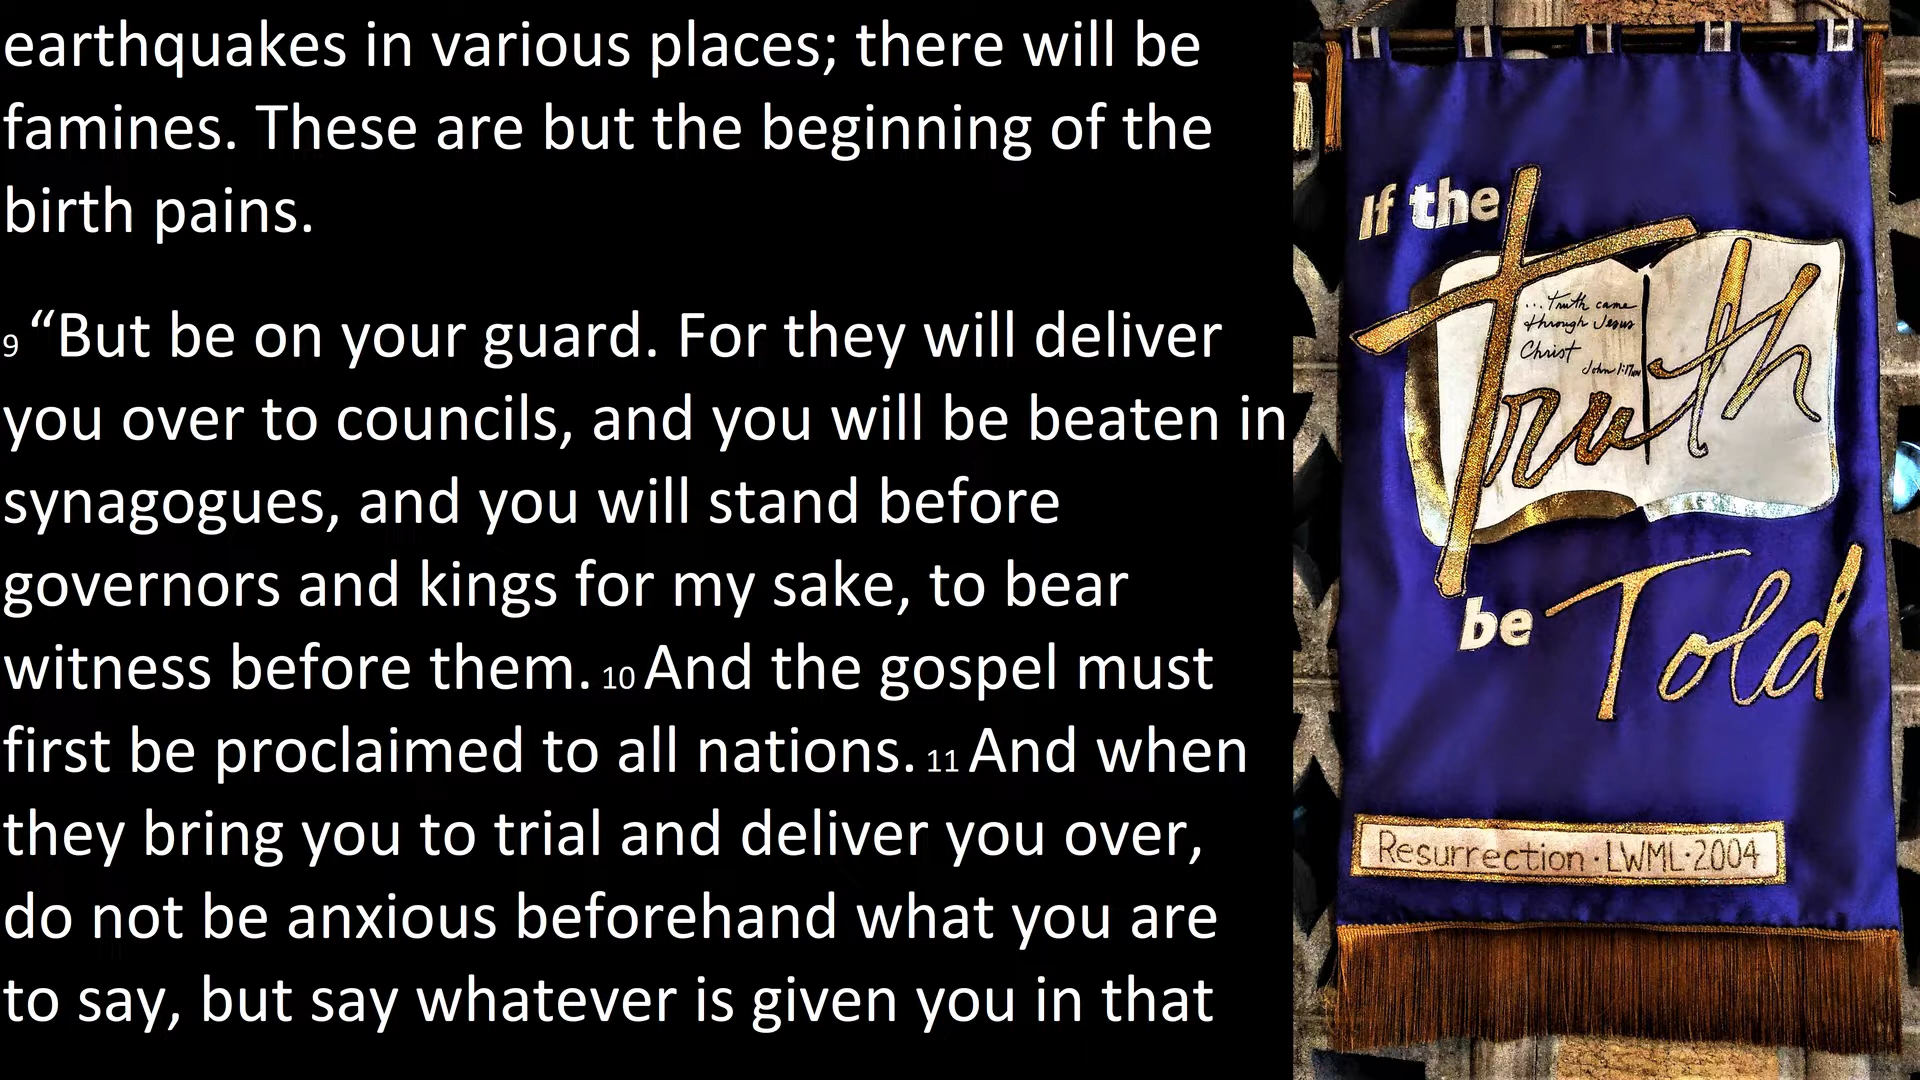 earthquakes in various places; there will be
famines. These are but the beginning of the
birth pains.
9 “But be on your guard. For they will deliver
you over to councils, and you will be beaten in
synagogues, and you will stand before
governors and kings for my sake, to bear
witness before them. 10 And the gospel must
first be proclaimed to all nations. 11 And when
they bring you to trial and deliver you over,
do not be anxious beforehand what you are
to say, but say whatever is given you in that
If the
Truth
...Truth came
through Jesus
Christ
John 1:17
be Told
Resurrection · LWML · 2004